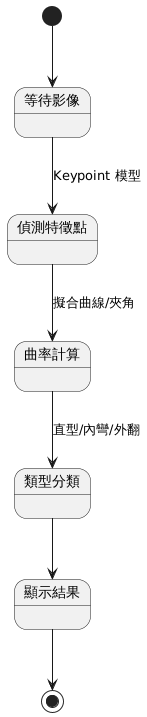 等待影像
Keypoint 模型
偵測特徵點
擬合曲線/夾角
曲率計算
直型/內彎/外翻
類型分類
顯示結果